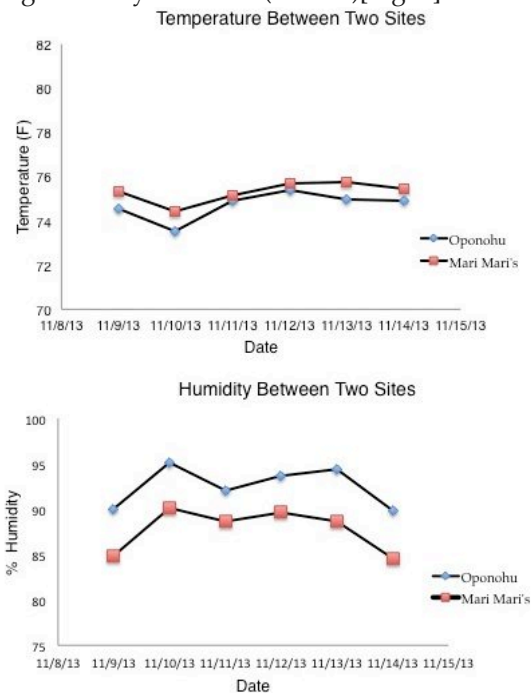 Temperature Between Two Sites
82
80
78
76
74
72
70
Temperature (F)
Oponohu
Mari Mari's
11/8/13 11/9/13 11/10/13 11/11/13 11/12/13 11/13/13 11/14/13 11/15/13
Date
Humidity Between Two Sites
100
95
90
85
80
75
% Humidity
Oponohu
Mari Mari's
11/8/13 11/9/13 11/10/13 11/11/13 11/12/13 11/13/13 11/14/13 11/15/13
Date